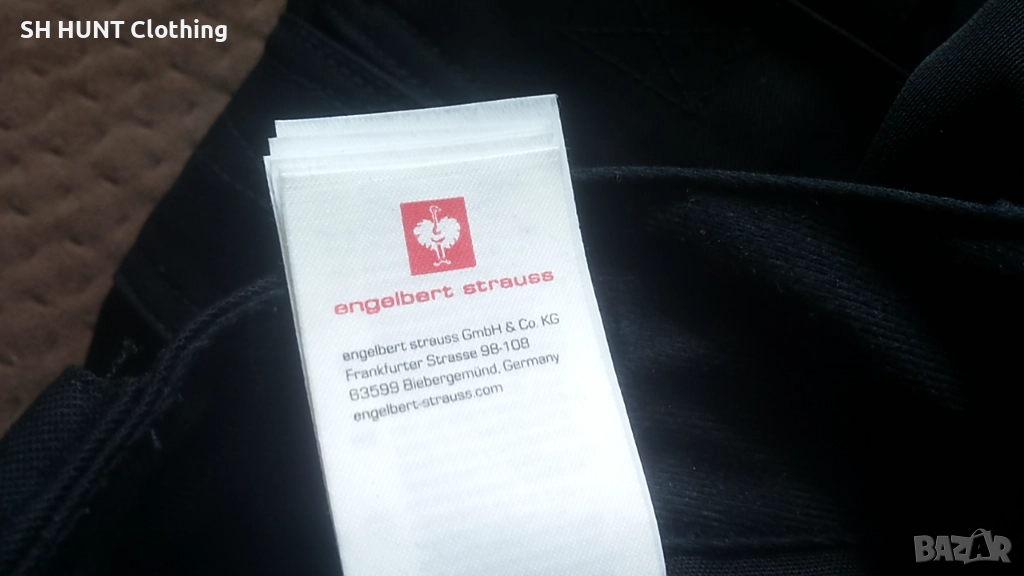 SH HUNT Clothing
engelbert strauss
engelbert strauss GmbH & Co. KG
Frankfurter Strasse 98-108
63599 Biebergemünd, Germany
engelbert-strauss.com
BAZAR